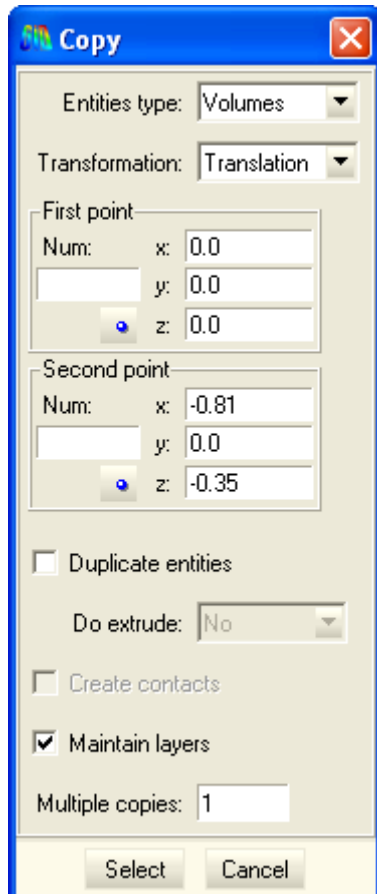 Copy
Entities type: Volumes
Transformation: Translation
First point
Num: x: 0.0
y: 0.0
z: 0.0
Second point
Num: x: -0.81
y: 0.0
z: -0.35
Duplicate entities
Do extrude: No
Create contacts
Maintain layers
Multiple copies: 1
Select Cancel